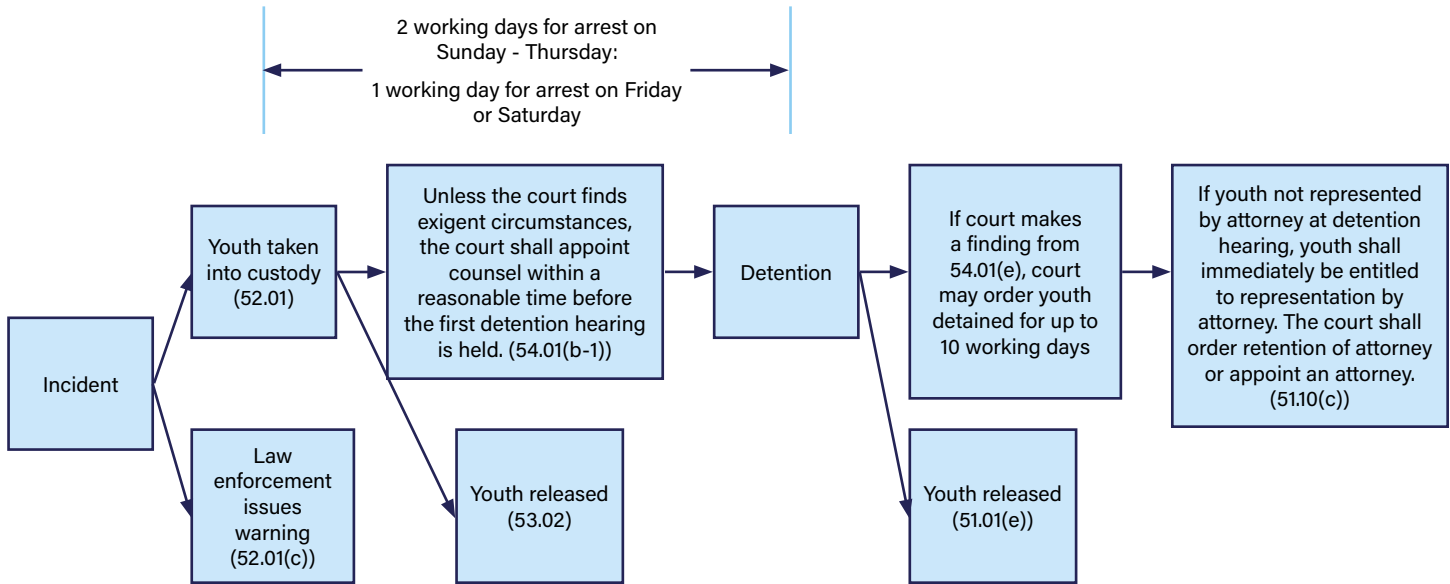 2 working days for arrest on
Sunday - Thursday:
1 working day for arrest on Friday
or Saturday
Incident
Youth taken
into custody
(52.01)
Law
enforcement
issues
warning
(52.01(c))
Unless the court finds
exigent circumstances,
the court shall appoint
counsel within a
reasonable time before
the first detention hearing
is held. (54.01(b-1))
Youth released
(53.02)
Detention
If court makes
a finding from
54.01(e), court
may order youth
detained for up to
10 working days
Youth released
(51.01(e))
If youth not represented
by attorney at detention
hearing, youth shall
immediately be entitled
to representation by
attorney. The court shall
order retention of attorney
or appoint an attorney.
(51.10(c))